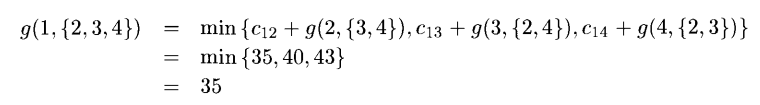 g(1, {2, 3, 4}) = min {c₁₂ + g(2, {3, 4}), c₁₃ + g(3, {2, 4}), c₁₄ + g(4, {2, 3})}
= min {35, 40, 43}
= 35